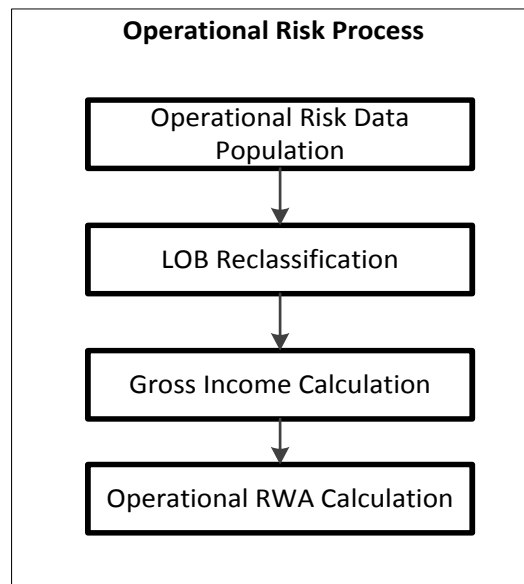 Operational Risk Process
Operational Risk Data
Population
LOB Reclassification
Gross Income Calculation
Operational RWA Calculation